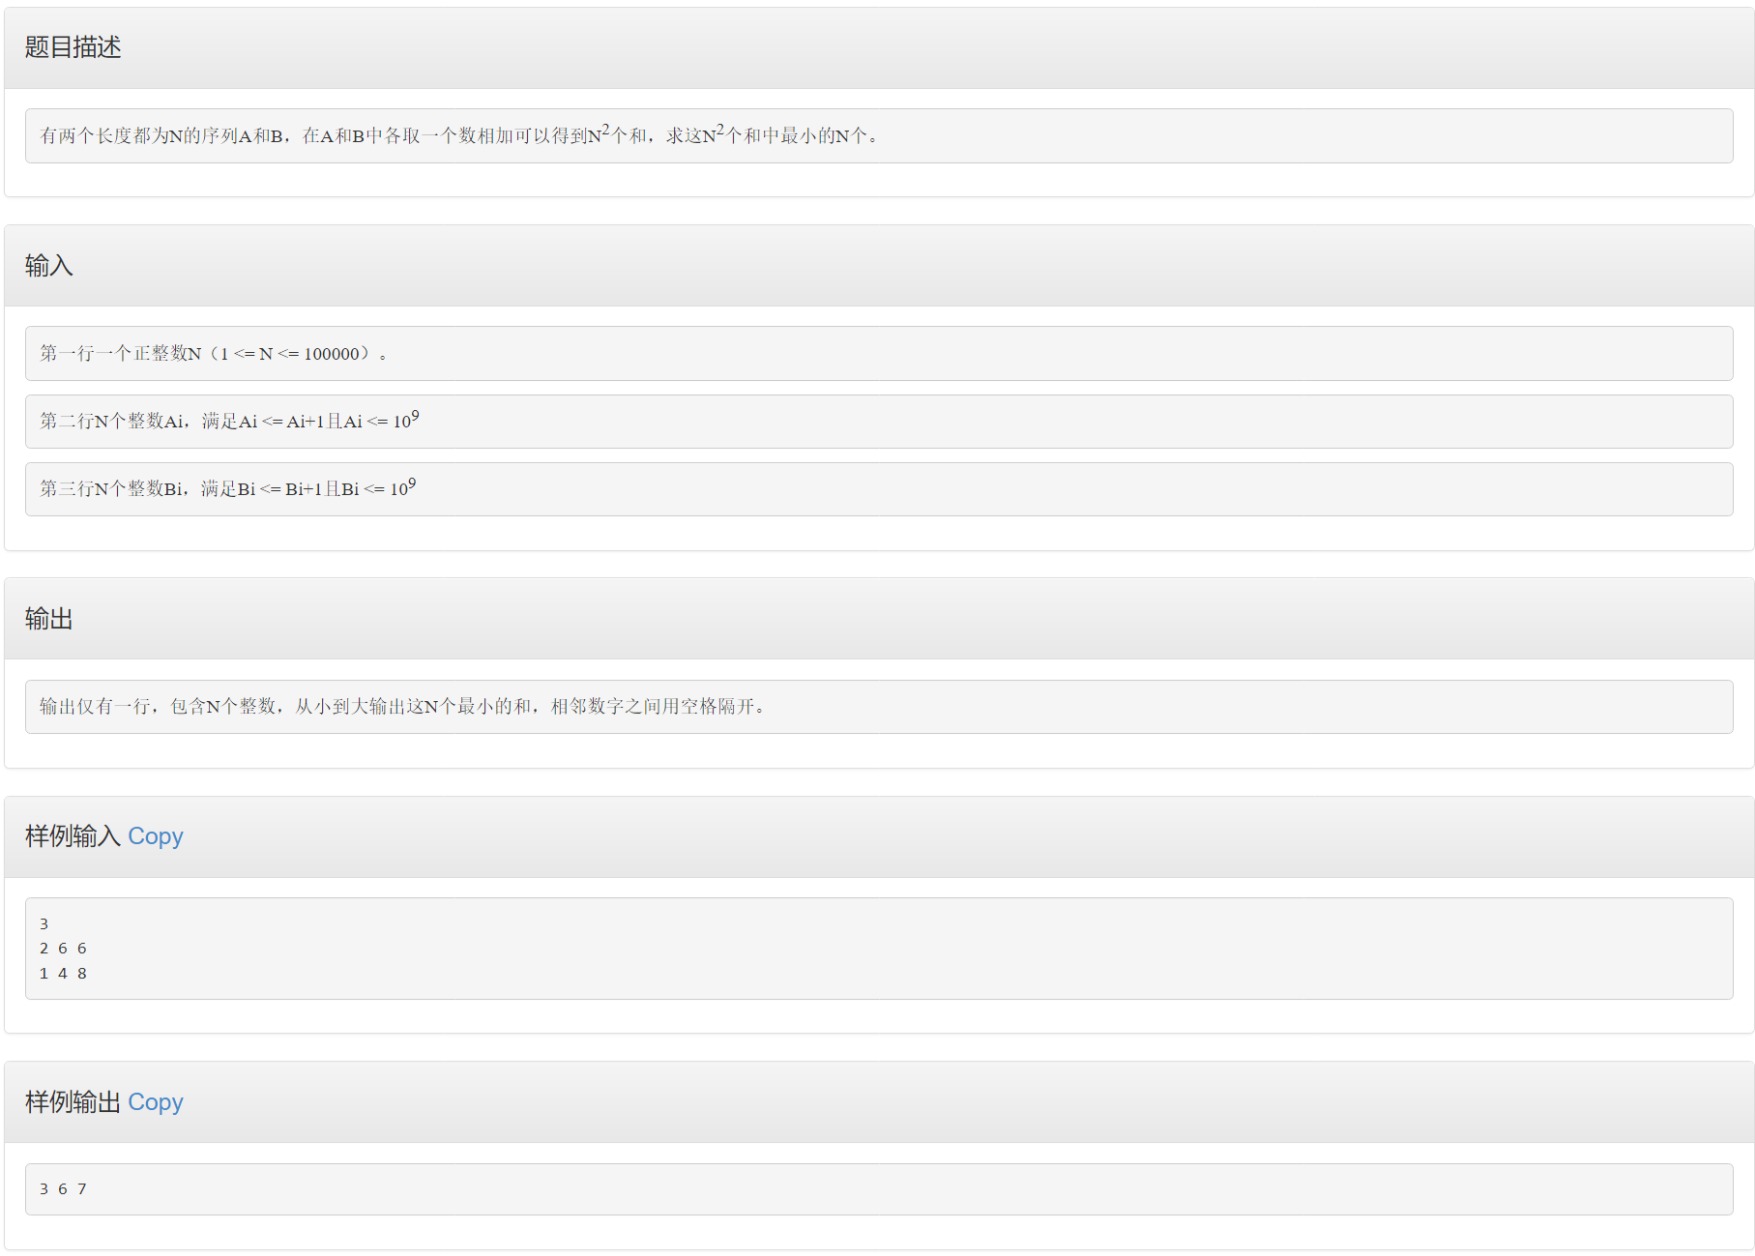 题目描述
有两个长度都为N的序列A和B，在A和B中各取一个数相加可以得到N²个和，求这N²个和中最小的N个。
输入
第一行一个正整数N（1 <= N <= 100000）。
第二行N个整数Ai，满足Ai <= Ai+1且Ai <= 10⁹
第三行N个整数Bi，满足Bi <= Bi+1且Bi <= 10⁹
输出
输出仅有一行，包含N个整数，从小到大输出这N个最小的和，相邻数字之间用空格隔开。
样例输入 Copy
3
2 6 6
1 4 8
样例输出 Copy
3 6 7